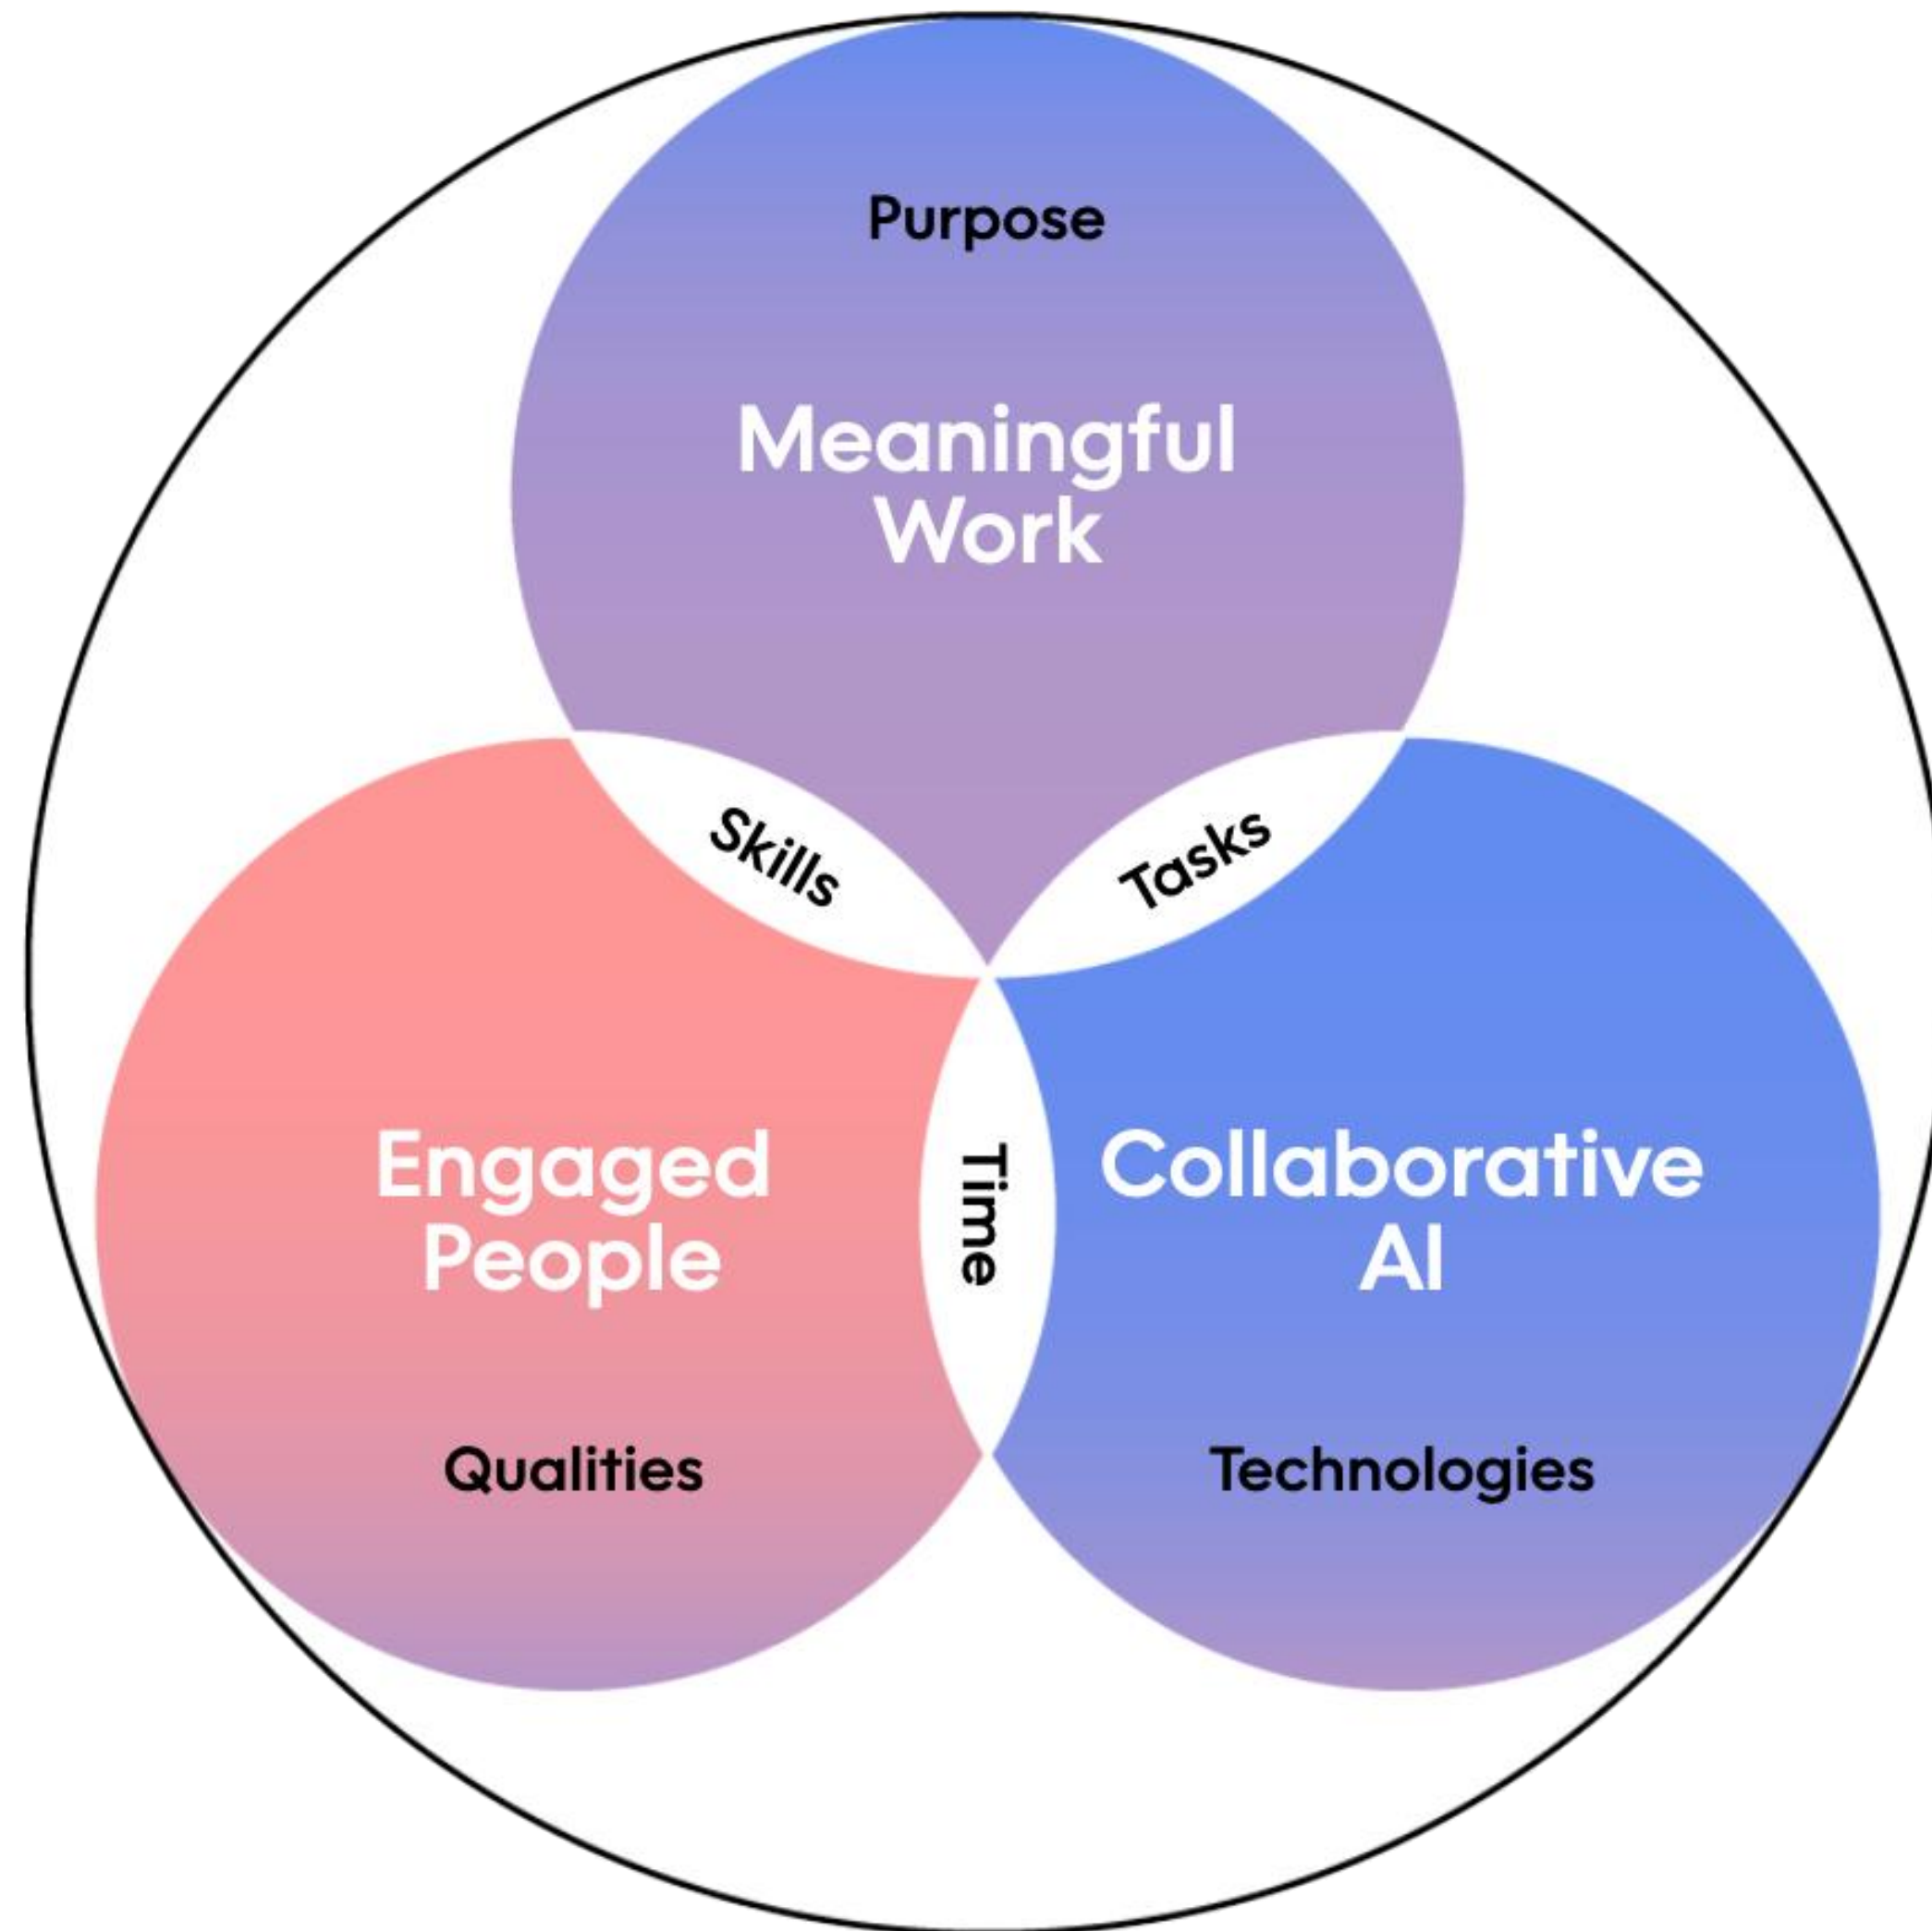 Purpose
Meaningful
Work
Skills
Tasks
Engaged
People
Time
Collaborative
AI
Qualities
Technologies